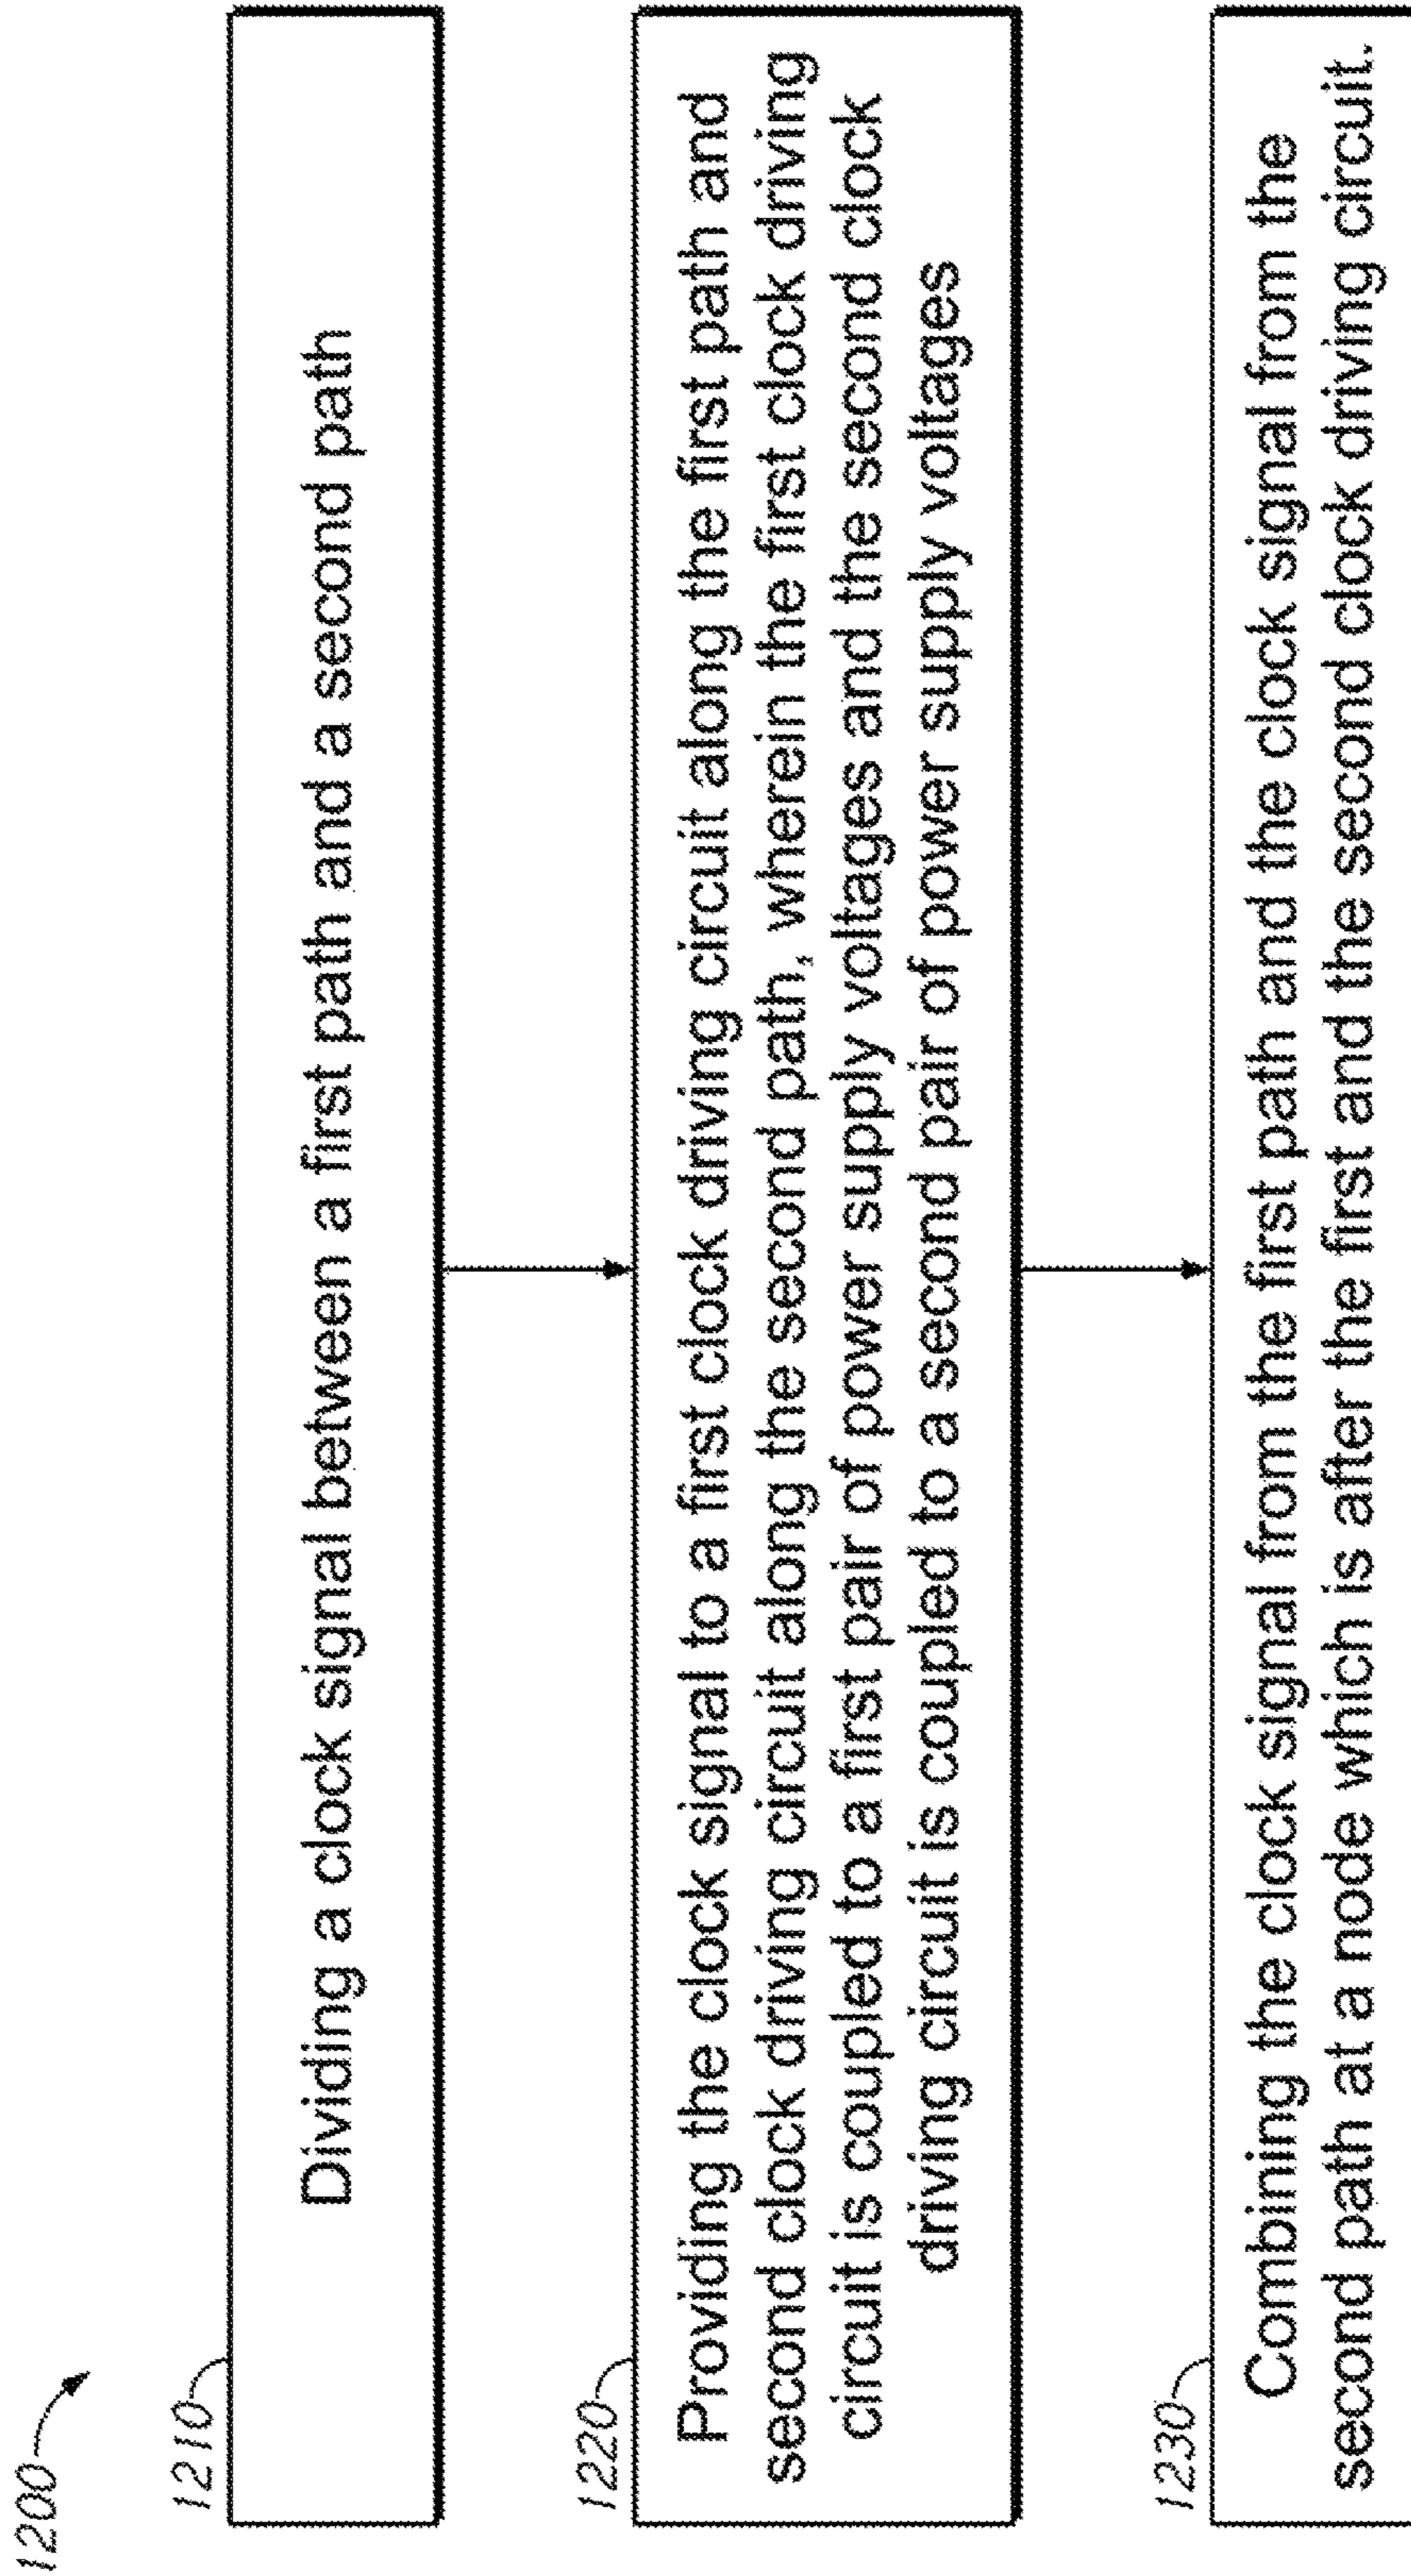 1200
1210
Dividing a clock signal between a first path and a second path
1220
Providing the clock signal to a first clock driving circuit along the first path and
second clock driving circuit along the second path, wherein the first clock driving
circuit is coupled to a first pair of power supply voltages and the second clock
driving circuit is coupled to a second pair of power supply voltages
1230
Combining the clock signal from the first path and the clock signal from the
second path at a node which is after the first and the second clock driving circuit.